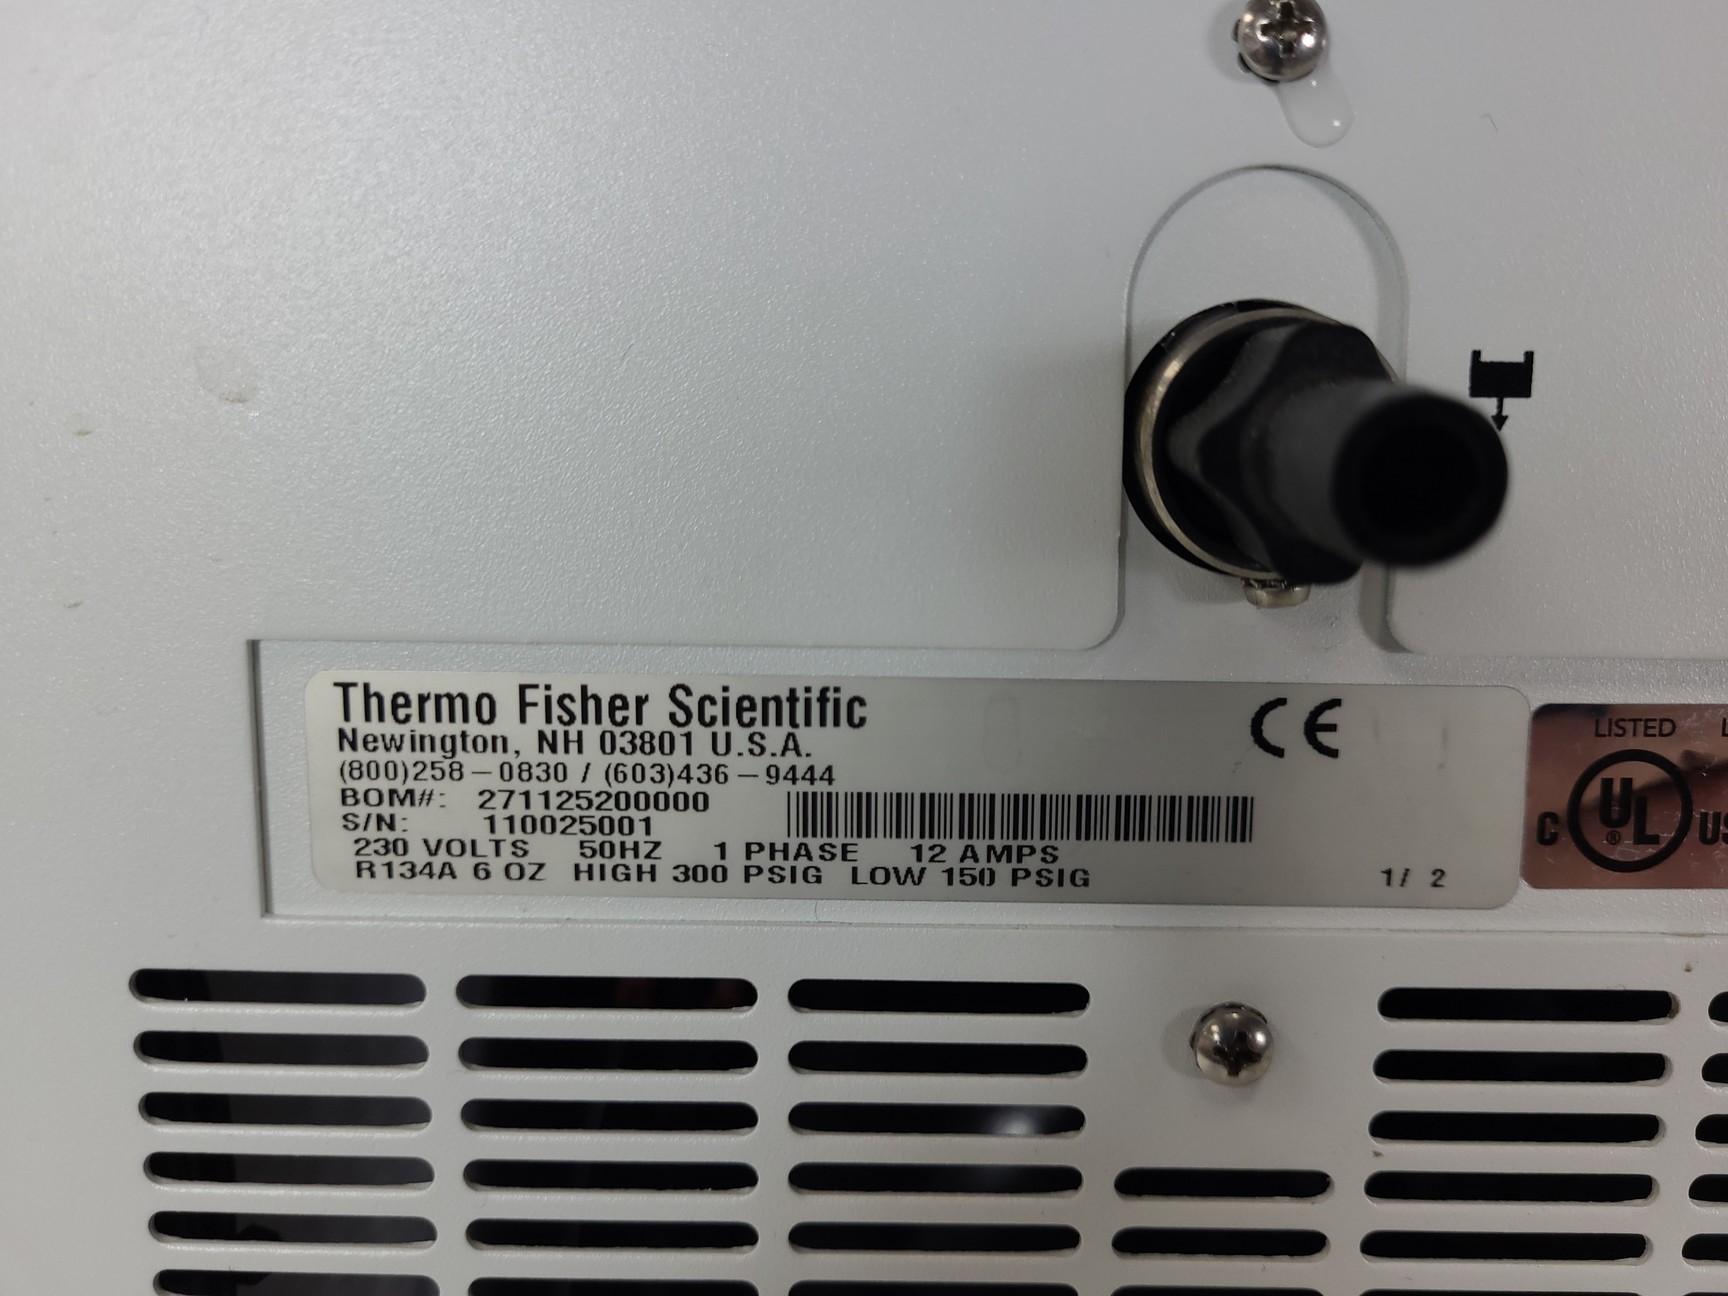 Thermo Fisher Scientific
CE
Newington, NH 03801 U.S.A.
(800)258-0830 / (603)436-9444
BOM#: 271125200000
S/N: 110025001
230 VOLTS 50HZ 1 PHASE 12 AMPS
R134A 6 OZ HIGH 300 PSIG LOW 150 PSIG
1/ 2
LISTED
C UL ® US